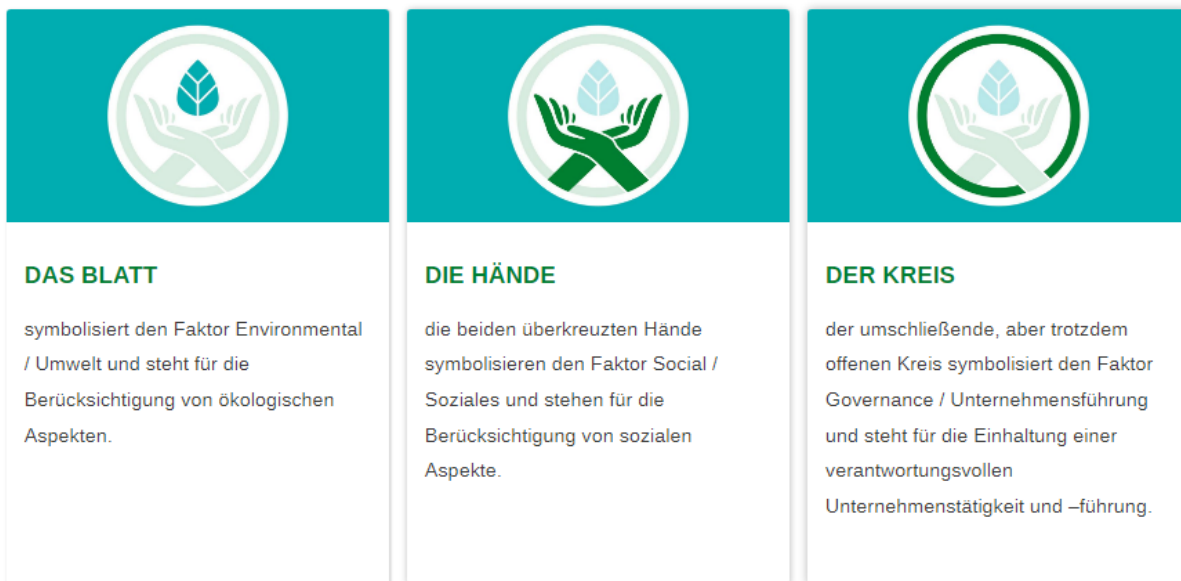 DAS BLATT
symbolisiert den Faktor Environmental
/ Umwelt und steht für die
Berücksichtigung von ökologischen
Aspekten.
DIE HÄNDE
die beiden überkreuzten Hände
symbolisieren den Faktor Social /
Soziales und stehen für die
Berücksichtigung von sozialen
Aspekte.
DER KREIS
der umschließende, aber trotzdem
offenen Kreis symbolisiert den Faktor
Governance / Unternehmensführung
und steht für die Einhaltung einer
verantwortungsvollen
Unternehmenstätigkeit und –führung.